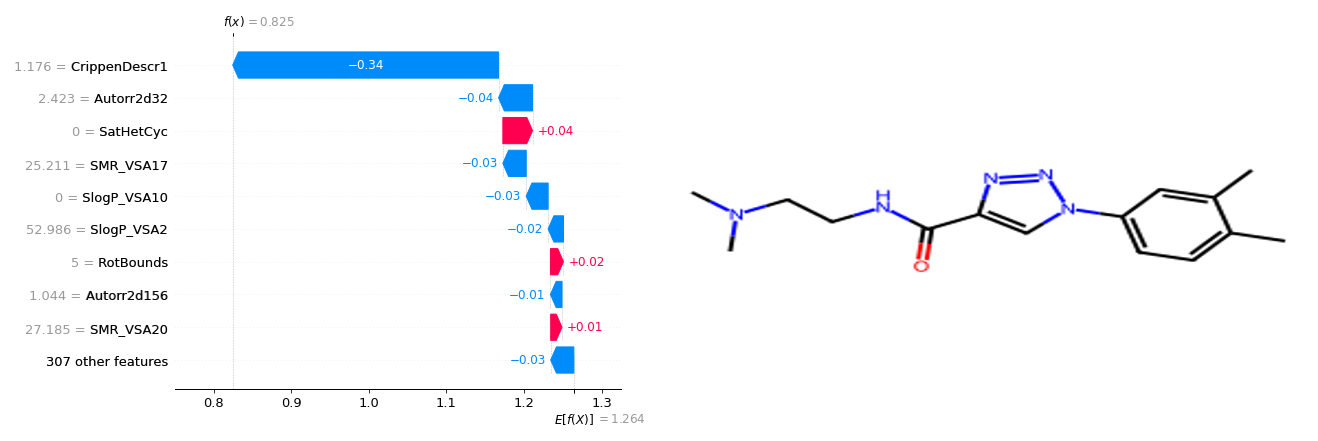 f(x) = 0.825
1.176 = CrippenDescr1 −0.34
2.423 = Autorr2d32 −0.04
0 = SatHetCyc +0.04
25.211 = SMR_VSA17 −0.03
0 = SlogP_VSA10 −0.03
52.986 = SlogP_VSA2 −0.02
5 = RotBounds +0.02
1.044 = Autorr2d156 −0.01
27.185 = SMR_VSA20 +0.01
307 other features −0.03
0.8 0.9 1.0 1.1 1.2 1.3
E[f(X)] = 1.264
N N
H
N
N
N
O